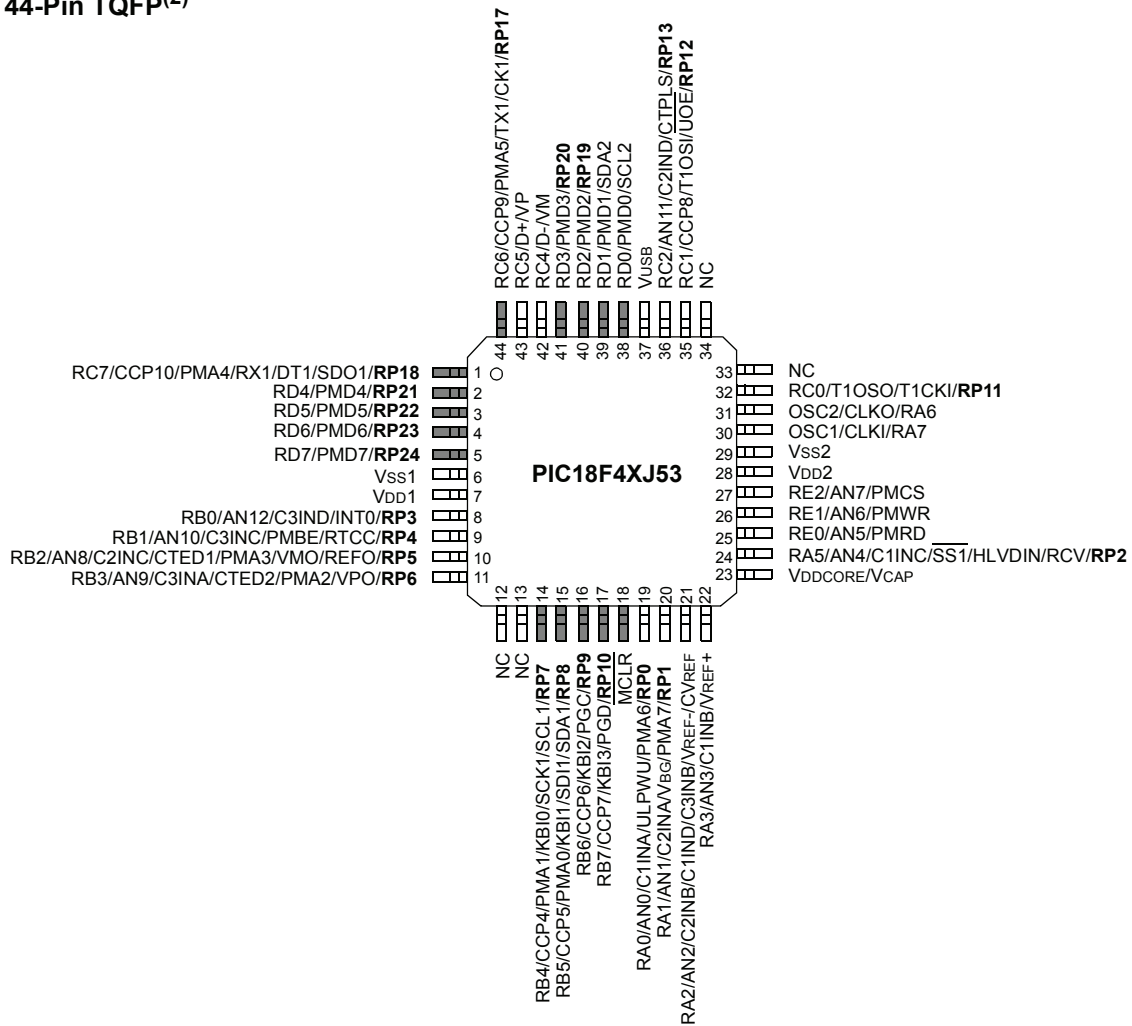 44-Pin TQFP(2)
RC6/CCP9/PMA5/TX1/CK1/RP17
RC5/D+/VP
RC4/D-/VM
RD3/PMD3/RP20
RD2/PMD2/RP19
RD1/PMD1/SDA2
RD0/PMD0/SCL2
VUSB
RC2/AN11/C2IND/CTPLS/RP13
RC1/CCP8/T1OSI/UOE/RP12
NC
44
43
42
41
40
39
38
37
36
35
34
RC7/CCP10/PMA4/RX1/DT1/SDO1/RP18 1
RD4/PMD4/RP21 2
RD5/PMD5/RP22 3
RD6/PMD6/RP23 4
RD7/PMD7/RP24 5
VSS1 6
VDD1 7
RB0/AN12/C3IND/INT0/RP3 8
RB1/AN10/C3INC/PMBE/RTCC/RP4 9
RB2/AN8/C2INC/CTED1/PMA3/VMO/REFO/RP5 10
RB3/AN9/C3INA/CTED2/PMA2/VPO/RP6 11
PIC18F4XJ53
33 NC
32 RC0/T1OSO/T1CKI/RP11
31 OSC2/CLKO/RA6
30 OSC1/CLKI/RA7
29 VSS2
28 VDD2
27 RE2/AN7/PMCS
26 RE1/AN6/PMWR
25 RE0/AN5/PMRD
24 RA5/AN4/C1INC/SS1/HLVDIN/RCV/RP2
23 VDDCORE/VCAP
12
13
14
15
16
17
18
19
20
21
22
NC
NC
RB4/CCP4/PMA1/KBI0/SCK1/SCL1/RP7
RB5/CCP5/PMA0/KBI1/SDI1/SDA1/RP8
RB6/CCP6/KBI2/PGC/RP9
RB7/CCP7/KBI3/PGD/RP10
MCLR
RA0/AN0/C1INA/ULPWU/PMA6/RP0
RA1/AN1/C2INA/VBG/PMA7/RP1
RA2/AN2/C2INB/C1IND/C3INB/VREF-/CVREF
RA3/AN3/C1INB/VREF+